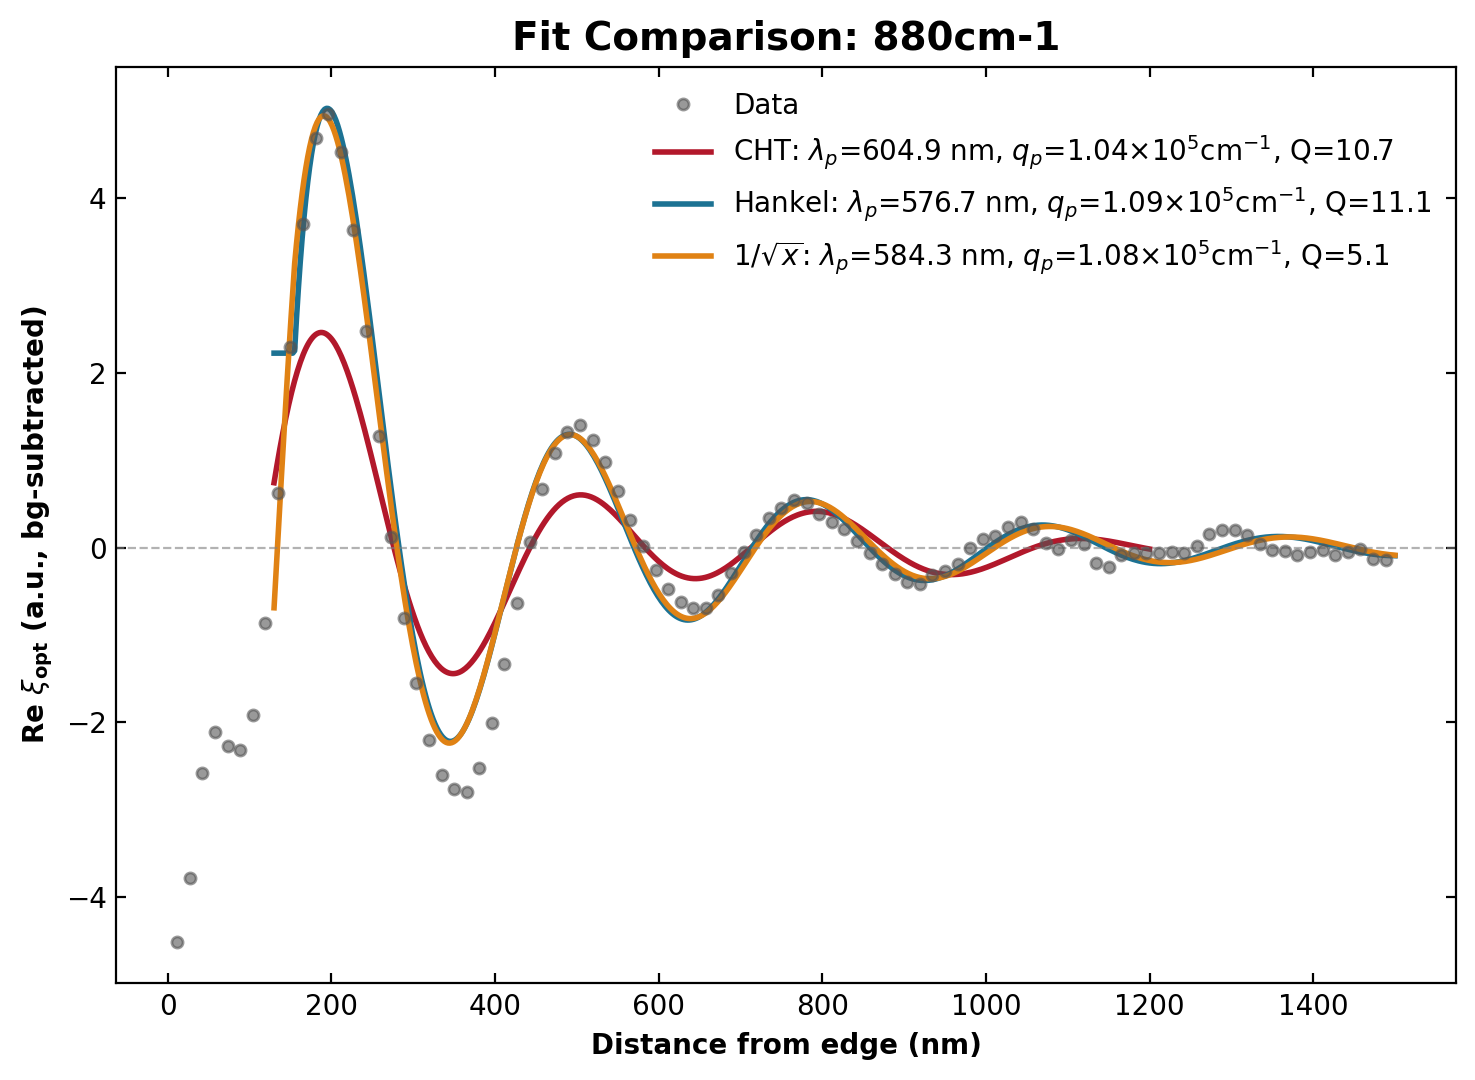 Fit Comparison: 880cm-1
Data
CHT: λₚ=604.9 nm, qₚ=1.04×10⁵cm⁻¹, Q=10.7
Hankel: λₚ=576.7 nm, qₚ=1.09×10⁵cm⁻¹, Q=11.1
1/√x: λₚ=584.3 nm, qₚ=1.08×10⁵cm⁻¹, Q=5.1
Re ξopt (a.u., bg-subtracted)
4
2
0
−2
−4
0 200 400 600 800 1000 1200 1400
Distance from edge (nm)